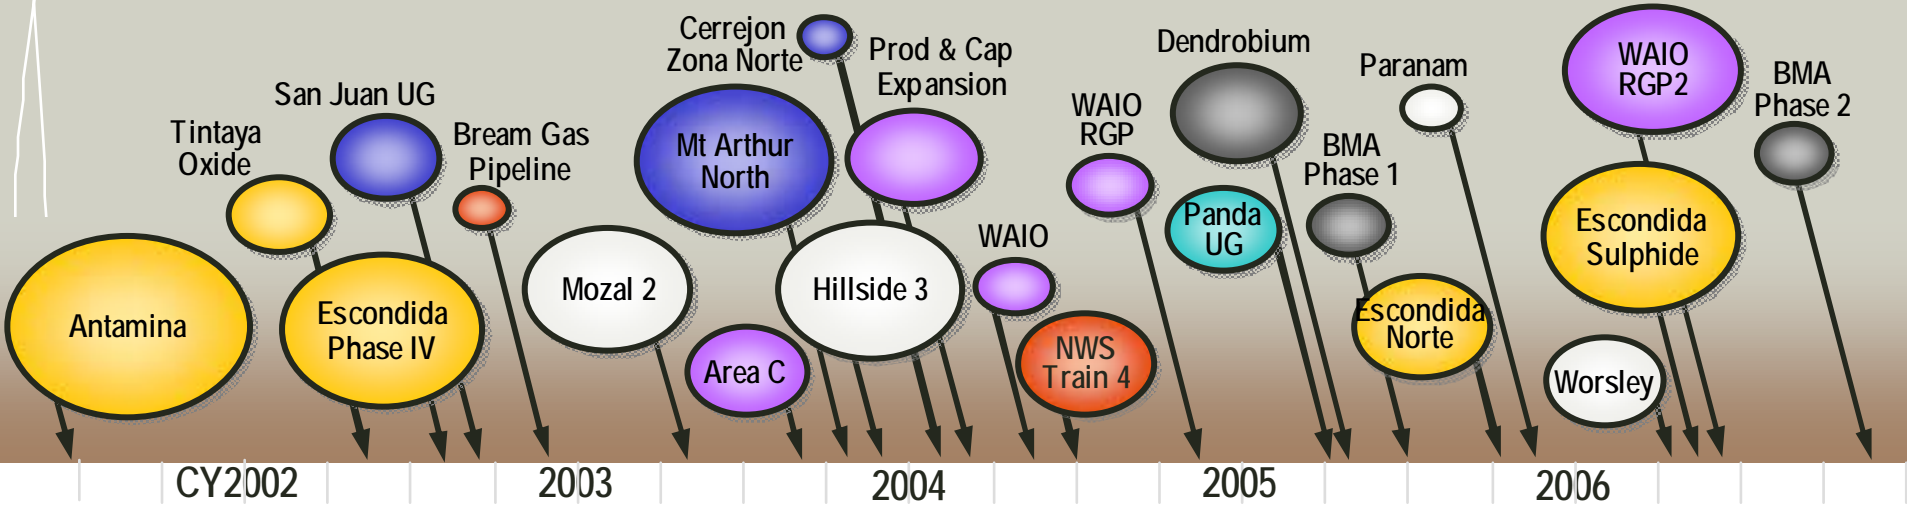 Antamina
Tintaya
Oxide
San Juan UG
Escondida
Phase IV
Bream Gas
Pipeline
Mozal 2
Cerrejon
Zona Norte
Mt Arthur
North
Area C
Prod & Cap
Expansion
Hillside 3
WAIO
NWS
Train 4
WAIO
RGP
Dendrobium
Panda
UG
BMA
Phase 1
Paranam
Escondida
Norte
WAIO
RGP2
Escondida
Sulphide
Worsley
BMA
Phase 2
CY2002
2003
2004
2005
2006